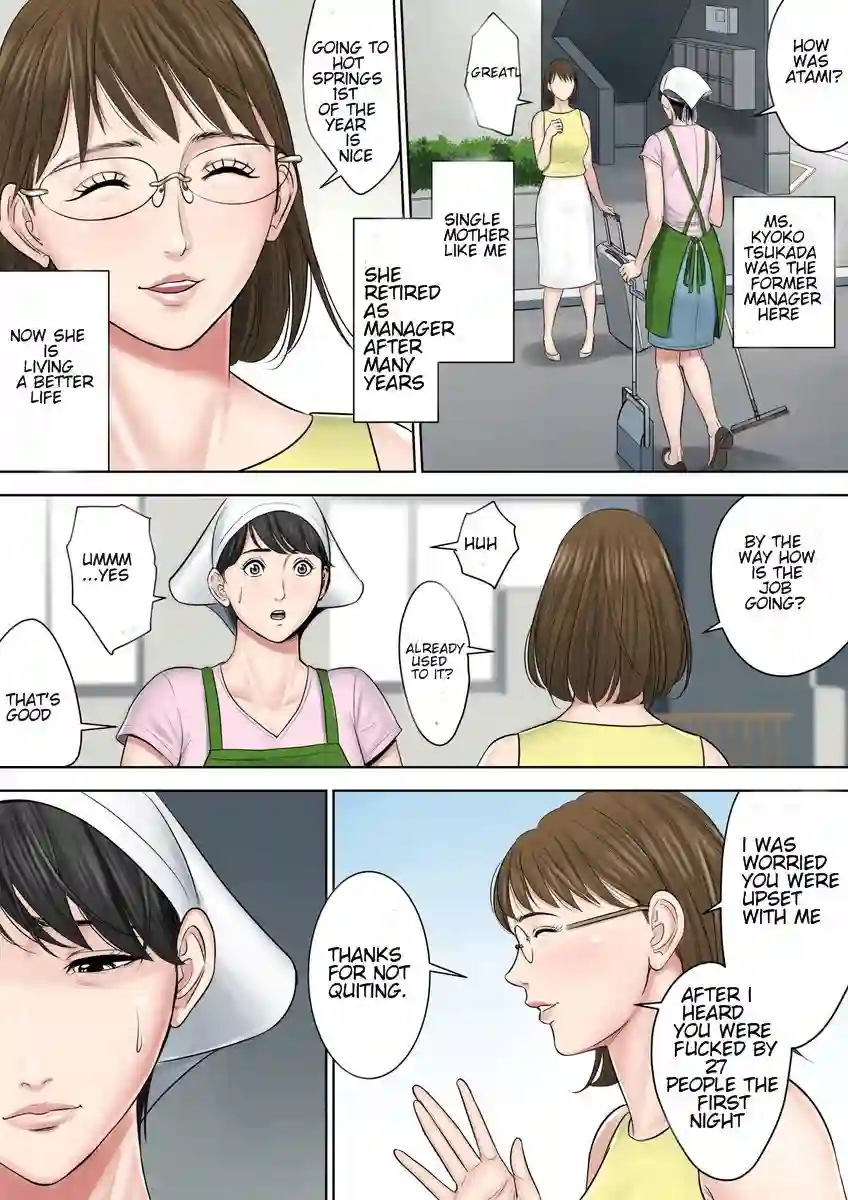 HOW
WAS
ATAMI?
GREAT!
MS.
KYOKO
TSUKADA
WAS THE
FORMER
MANAGER
HERE
SINGLE
MOTHER
LIKE ME
SHE
RETIRED
AS
MANAGER
AFTER
MANY
YEARS
GOING TO
HOT
SPRINGS
1ST
OF THE
YEAR
IS
NICE
NOW SHE
IS
LIVING
A BETTER
LIFE
BY THE
WAY HOW
IS THE
JOB
GOING?
HUH
ALREADY
USED
TO IT?
UMMM
...YES
THAT'S
GOOD
I WAS
WORRIED
YOU WERE
UPSET
WITH ME
AFTER I
HEARD
YOU WERE
FUCKED BY
27
PEOPLE THE
FIRST
NIGHT
THANKS
FOR NOT
QUITING.